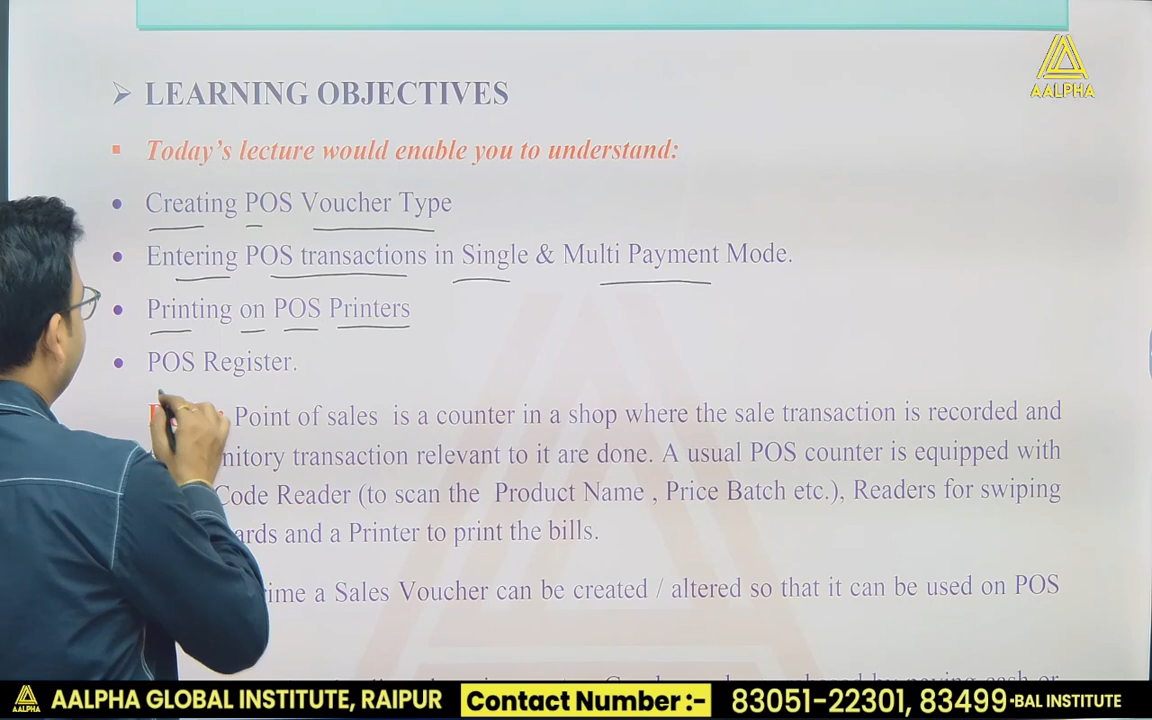 AALPHA
➢ LEARNING OBJECTIVES
▪ Today's lecture would enable you to understand:
• Creating POS Voucher Type
• Entering POS transactions in Single & Multi Payment Mode.
• Printing on POS Printers
• POS Register.
Point of sales is a counter in a shop where the sale transaction is recorded and
nitory transaction relevant to it are done. A usual POS counter is equipped with
Code Reader (to scan the Product Name , Price Batch etc.), Readers for swiping
ards and a Printer to print the bills.
rime a Sales Voucher can be created / altered so that it can be used on POS
AALPHA GLOBAL INSTITUTE, RAIPUR Contact Number :- 83051-22301, 83499 •BAL INSTITUTE